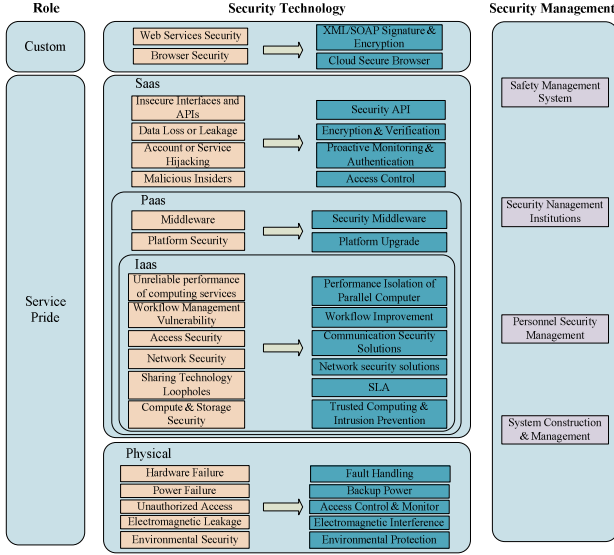 Role
Security Technology
Security Management
Custom
Web Services Security
Browser Security
XML/SOAP Signature &
Encryption
Cloud Secure Browser
Service
Pride
Saas
Insecure Interfaces and
APIs
Data Loss or Leakage
Account or Service
Hijacking
Malicious Insiders
Security API
Encryption & Verification
Proactive Monitoring &
Authentication
Access Control
Paas
Middleware
Platform Security
Security Middleware
Platform Upgrade
Iaas
Unreliable performance
of computing services
Workflow Management
Vulnerability
Access Security
Network Security
Sharing Technology
Loopholes
Compute & Storage
Security
Performance Isolation of
Parallel Computer
Workflow Improvement
Communication Security
Solutions
Network security solutions
SLA
Trusted Computing &
Intrusion Prevention
Physical
Hardware Failure
Power Failure
Unauthorized Access
Electromagnetic Leakage
Environmental Security
Fault Handling
Backup Power
Access Control & Monitor
Electromagnetic Interference
Environmental Protection
Safety Management
System
Security Nanagement
Institutions
Personnel Security
Management
System Construction
& Management